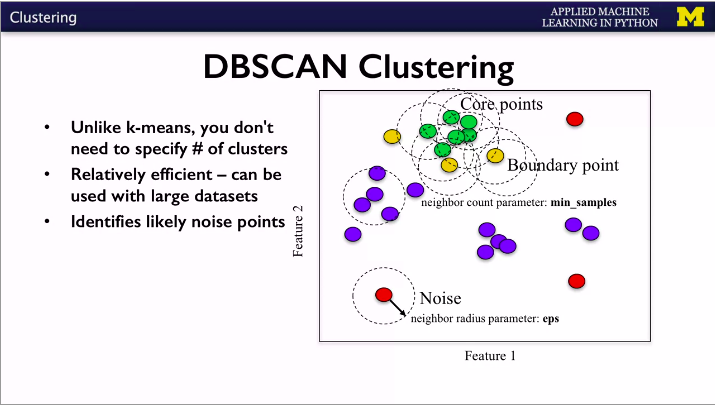 Clustering
APPLIED MACHINE
LEARNING IN PYTHON
M
DBSCAN Clustering
• Unlike k-means, you don't
need to specify # of clusters
• Relatively efficient – can be
used with large datasets
• Identifies likely noise points
Core points
Boundary point
neighbor count parameter: min_samples
Noise
neighbor radius parameter: eps
Feature 2
Feature 1